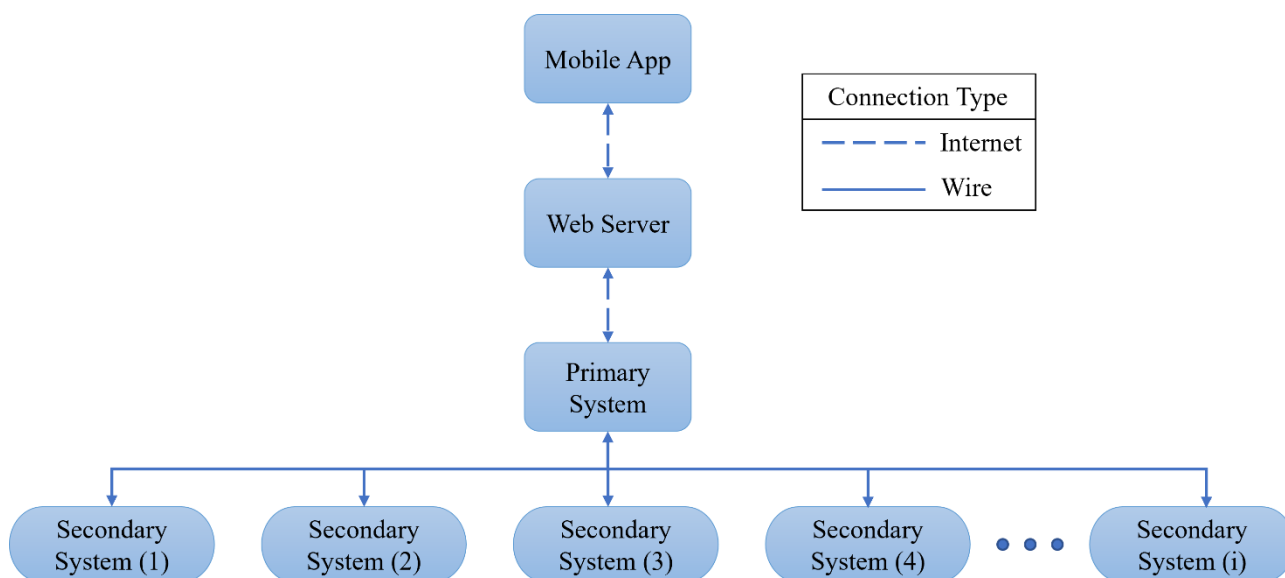 Mobile App
Connection Type
Internet
Wire
Web Server
Primary
System
Secondary
System (1)
Secondary
System (2)
Secondary
System (3)
Secondary
System (4)
Secondary
System (i)